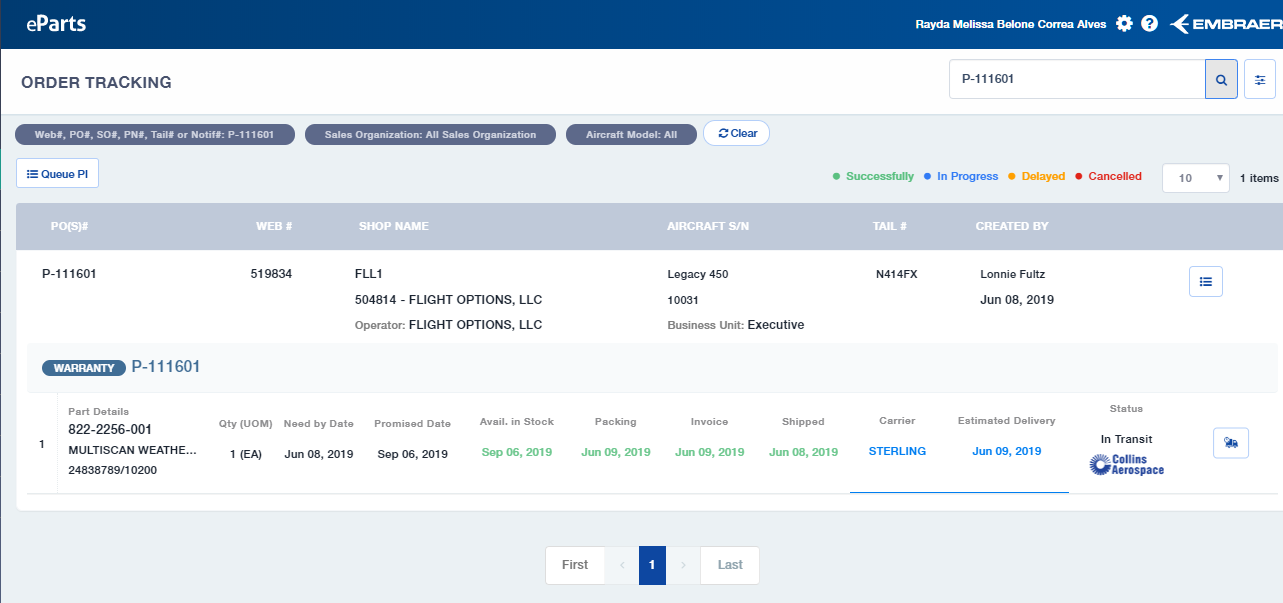 eParts
Rayda Melissa Belone Correa Alves
EMBRAER
ORDER TRACKING
P-111601
Web#, PO#, SO#, PN#, Tail# or Notif#: P-111601
Sales Organization: All Sales Organization
Aircraft Model: All
Clear
Queue PI
Successfully
In Progress
Delayed
Cancelled
10
1 items
PO(S)# WEB # SHOP NAME AIRCRAFT S/N TAIL # CREATED BY
P-111601 519834 FLL1 Legacy 450 N414FX Lonnie Fultz
504814 - FLIGHT OPTIONS, LLC 10031 Jun 08, 2019
Operator: FLIGHT OPTIONS, LLC Business Unit: Executive
WARRANTY P-111601
1
Part Details
822-2256-001
MULTISCAN WEATHE...
24838789/10200
Qty (UOM)
1 (EA)
Need by Date
Jun 08, 2019
Promised Date
Sep 06, 2019
Avail. in Stock
Sep 06, 2019
Packing
Jun 09, 2019
Invoice
Jun 09, 2019
Shipped
Jun 08, 2019
Carrier
STERLING
Estimated Delivery
Jun 09, 2019
Status
In Transit
Collins
Aerospace
First ‹ 1 › Last